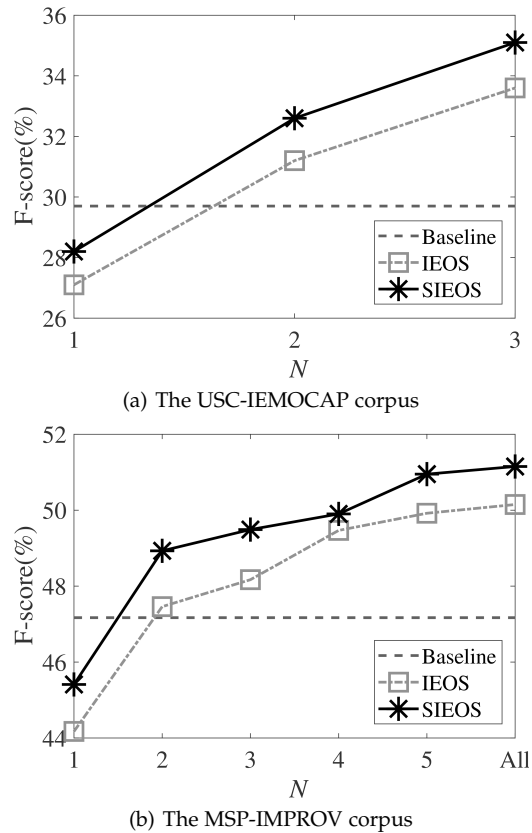 36
34
32
30
28
26
F-score(%)
Baseline
IEOS
SIEOS
1 2 3
N
(a) The USC-IEMOCAP corpus
52
50
48
46
44
F-score(%)
Baseline
IEOS
SIEOS
1 2 3 4 5 All
N
(b) The MSP-IMPROV corpus